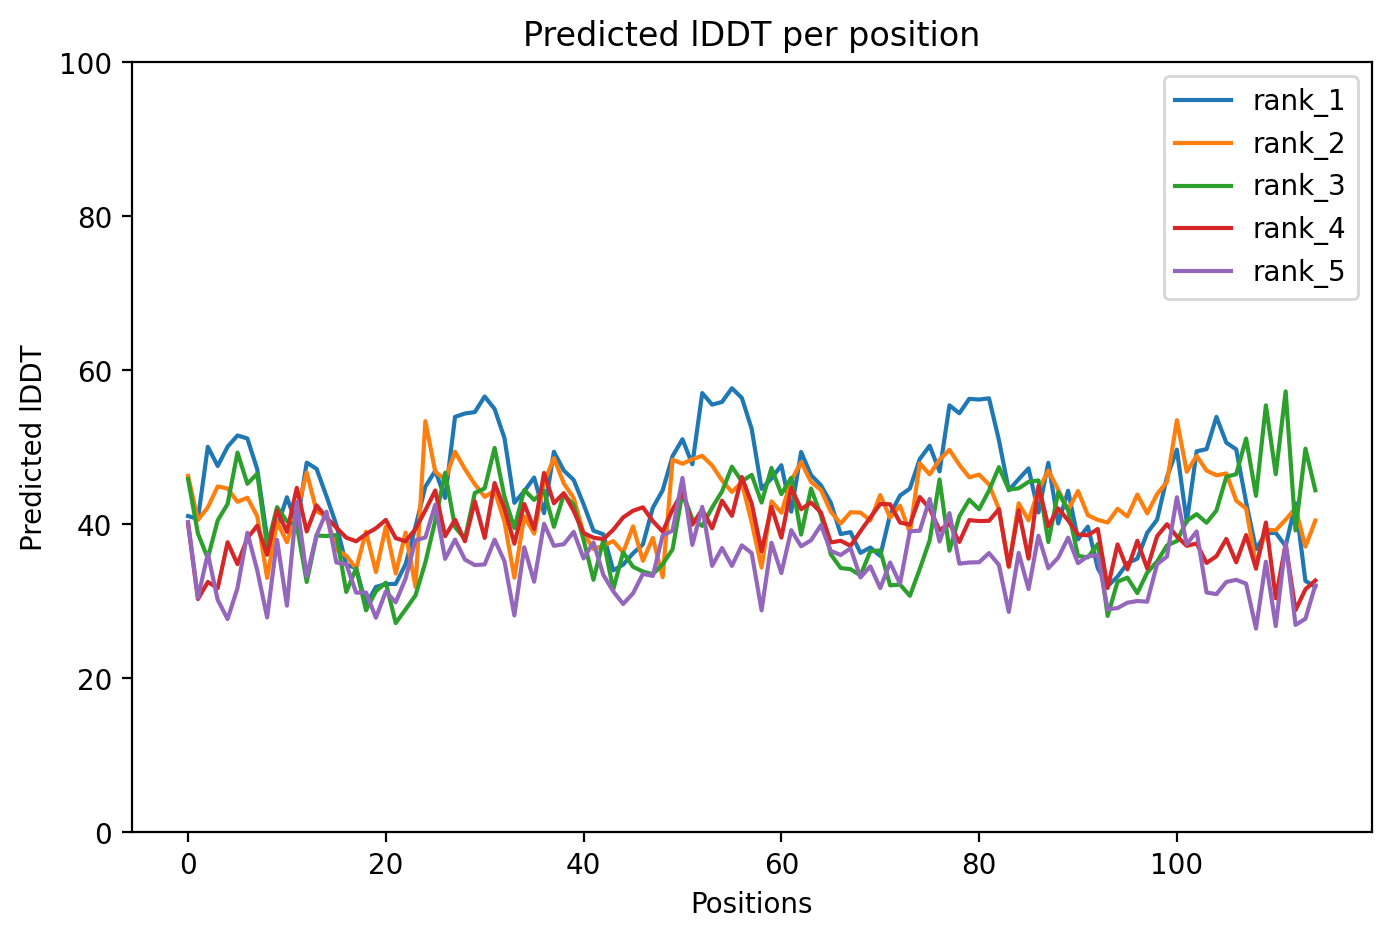 Predicted lDDT per position
100
80
60
40
20
0
Predicted lDDT
0 20 40 60 80 100
Positions
rank_1
rank_2
rank_3
rank_4
rank_5